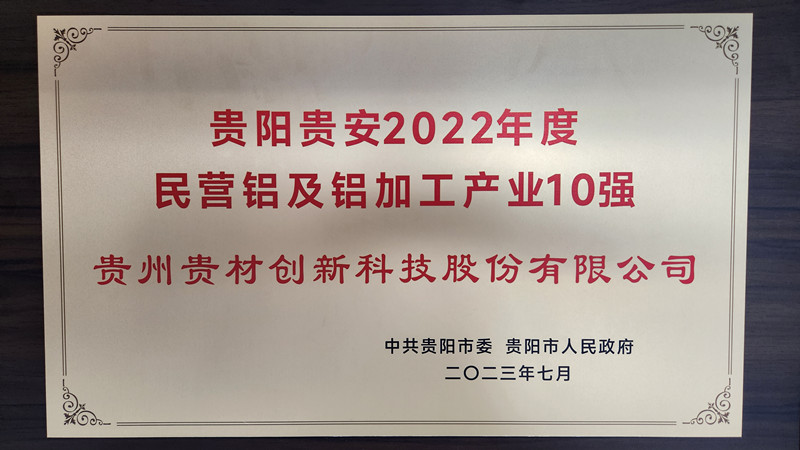 贵阳贵安2022年度
民营铝及铝加工产业10强
贵州贵材创新科技股份有限公司
中共贵阳市委 贵阳市人民政府
二〇二三年七月